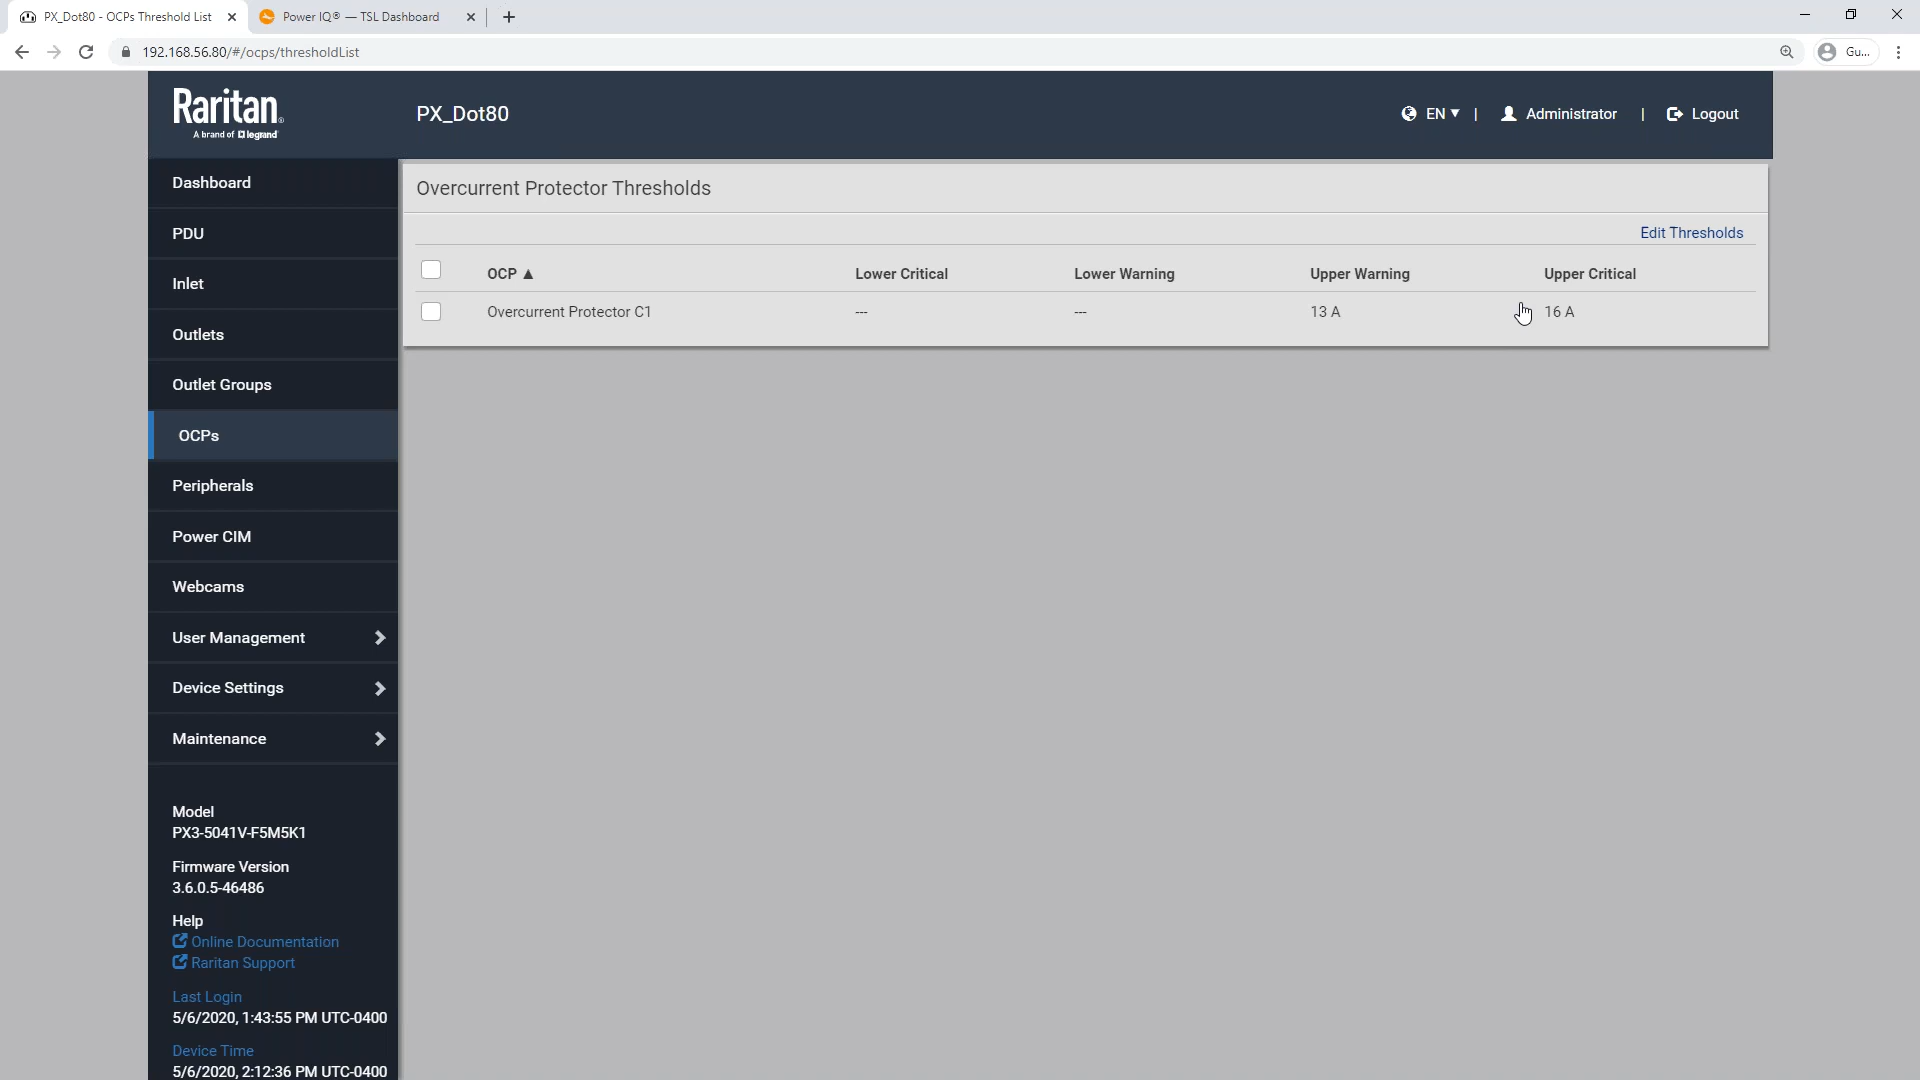 PX_Dot80 - OCPs Threshold List
Power IQ® — TSL Dashboard
192.168.56.80/#/ocps/thresholdList
Gu...
Raritan.
A brand of legrand®
PX_Dot80
EN ▼ | Administrator | Logout
Dashboard
PDU
Inlet
Outlets
Outlet Groups
OCPs
Peripherals
Power CIM
Webcams
User Management
Device Settings
Maintenance
Model
PX3-5041V-F5M5K1
Firmware Version
3.6.0.5-46486
Help
Online Documentation
Raritan Support
Last Login
5/6/2020, 1:43:55 PM UTC-0400
Device Time
5/6/2020, 2:12:36 PM UTC-0400
Overcurrent Protector Thresholds
Edit Thresholds
OCP ▲ Lower Critical Lower Warning Upper Warning Upper Critical
Overcurrent Protector C1 --- --- 13 A 16 A